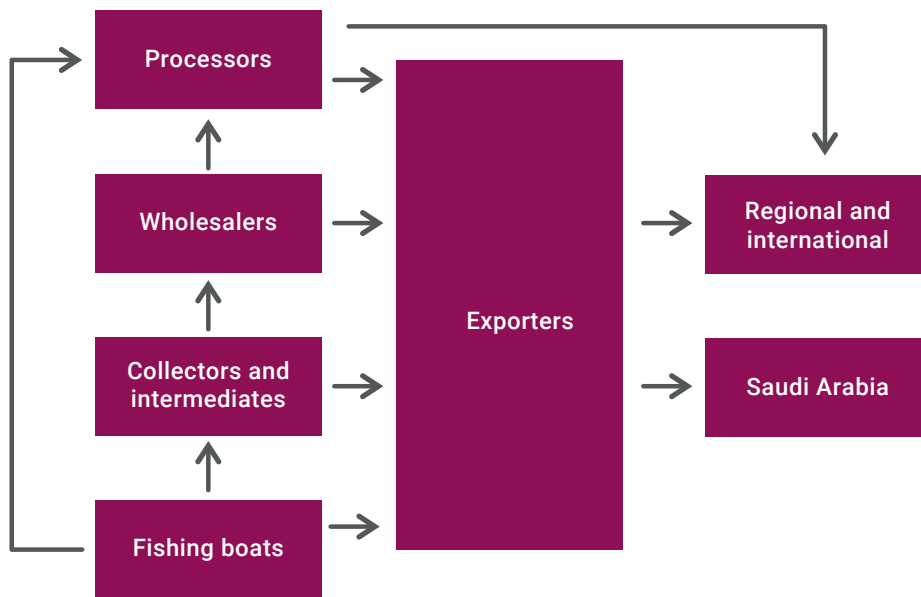 Processors
Wholesalers
Collectors and
intermediates
Fishing boats
Exporters
Regional and
international
Saudi Arabia